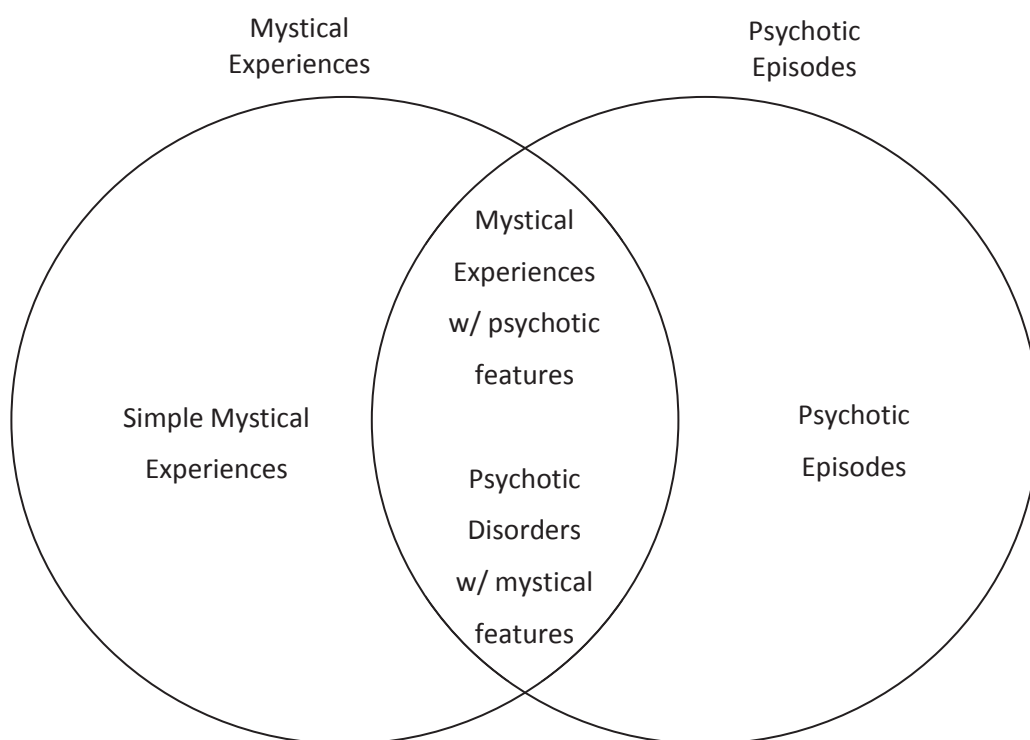 Mystical
Experiences
Psychotic
Episodes
Mystical
Experiences
w/ psychotic
features
Simple Mystical
Experiences
Psychotic
Disorders
w/ mystical
features
Psychotic
Episodes